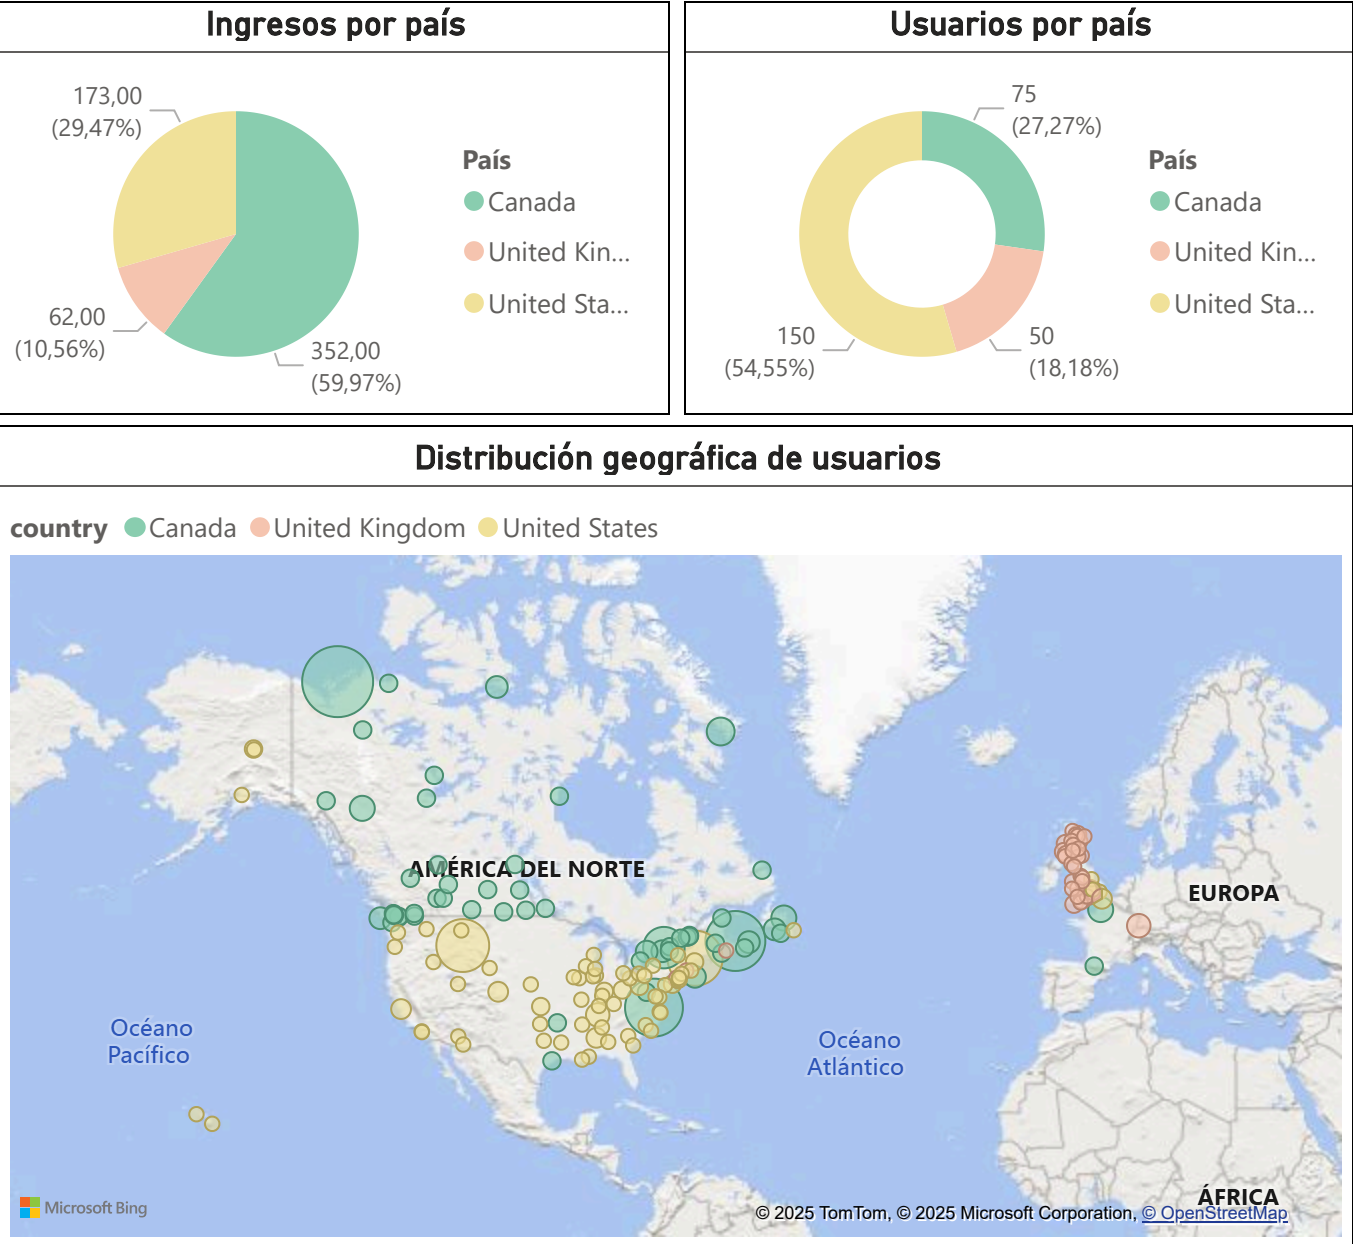 Ingresos por país
173,00
(29,47%)
62,00
(10,56%)
352,00
(59,97%)
País
Canada
United Kin...
United Sta...
Usuarios por país
75
(27,27%)
150
(54,55%)
50
(18,18%)
País
Canada
United Kin...
United Sta...
Distribución geográfica de usuarios
country Canada United Kingdom United States
AMÉRICA DEL NORTE
EUROPA
Océano
Pacífico
Océano
Atlántico
ÁFRICA
Microsoft Bing
© 2025 TomTom, © 2025 Microsoft Corporation, © OpenStreetMap